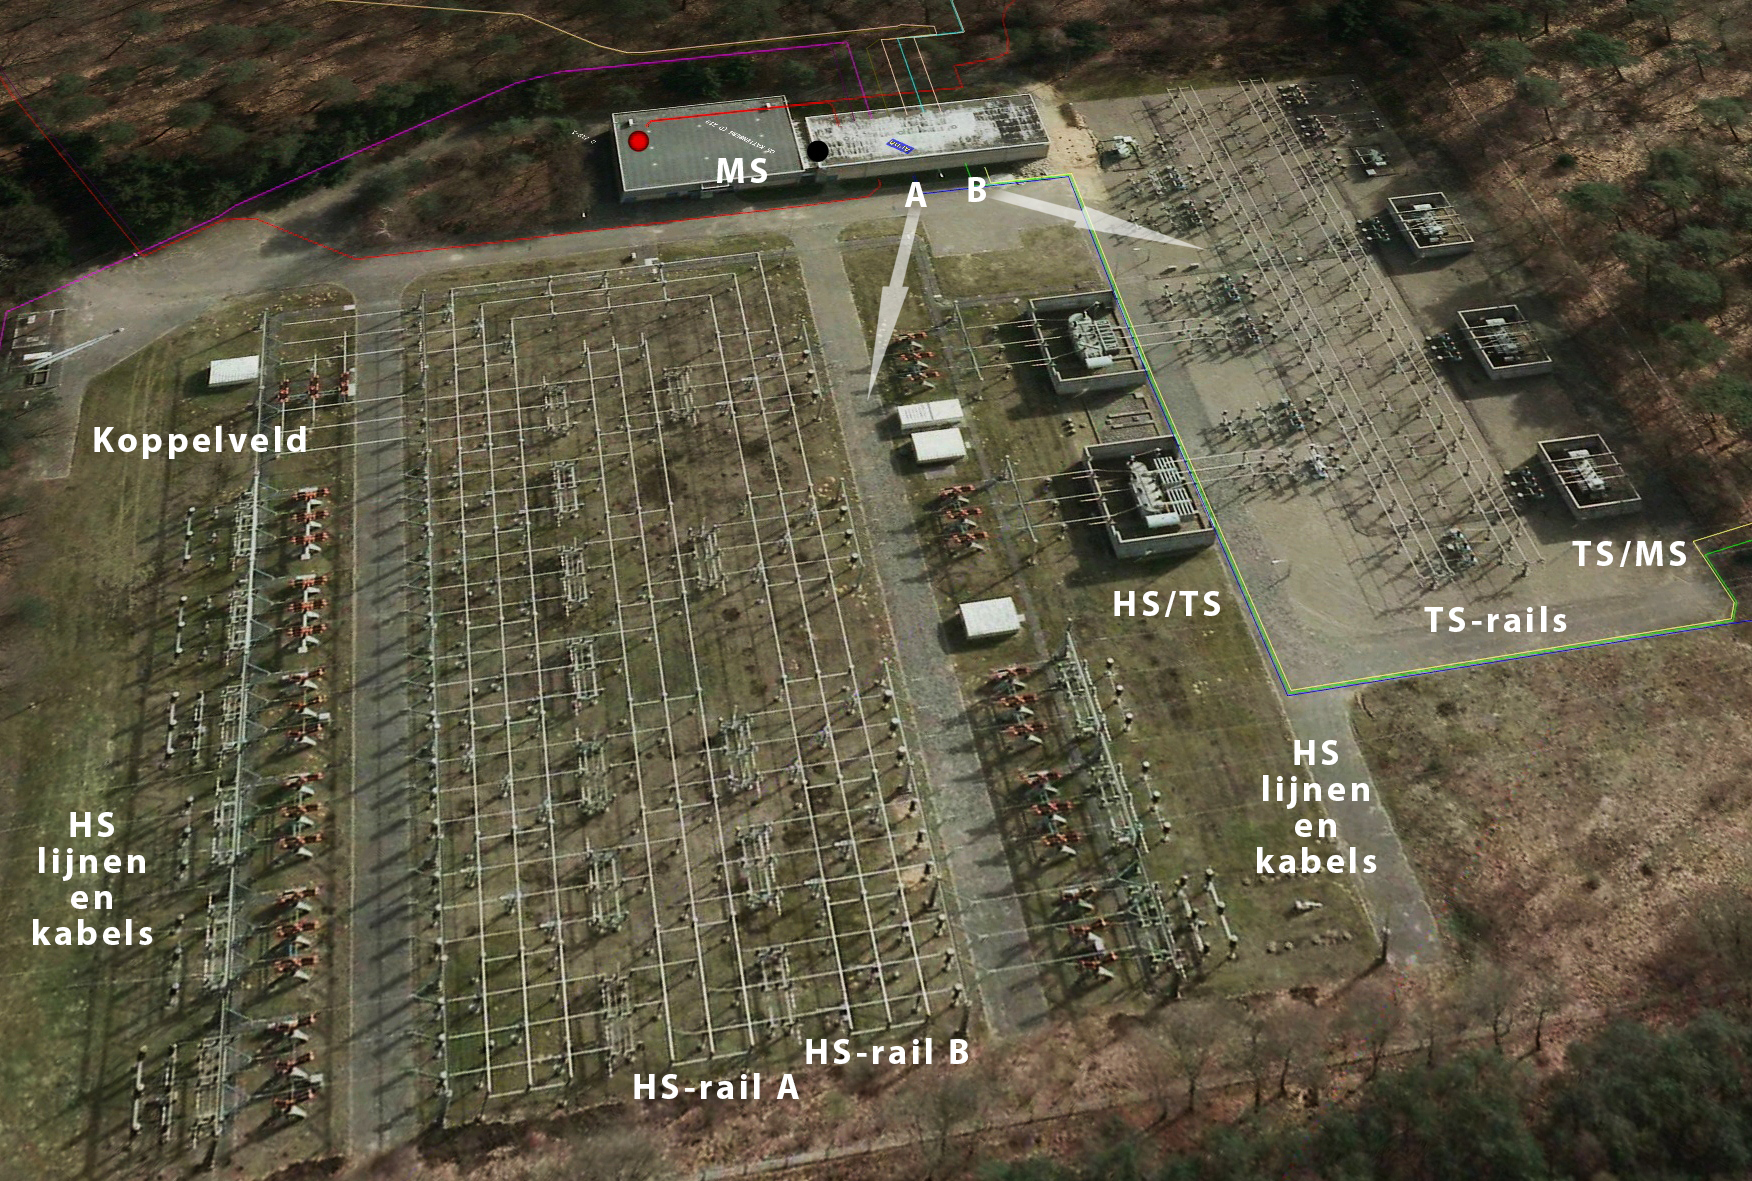 MS
A
B
Koppelveld
TS/MS
HS/TS
TS-rails
HS
lijnen
en
kabels
HS
lijnen
en
kabels
HS-rail B
HS-rail A